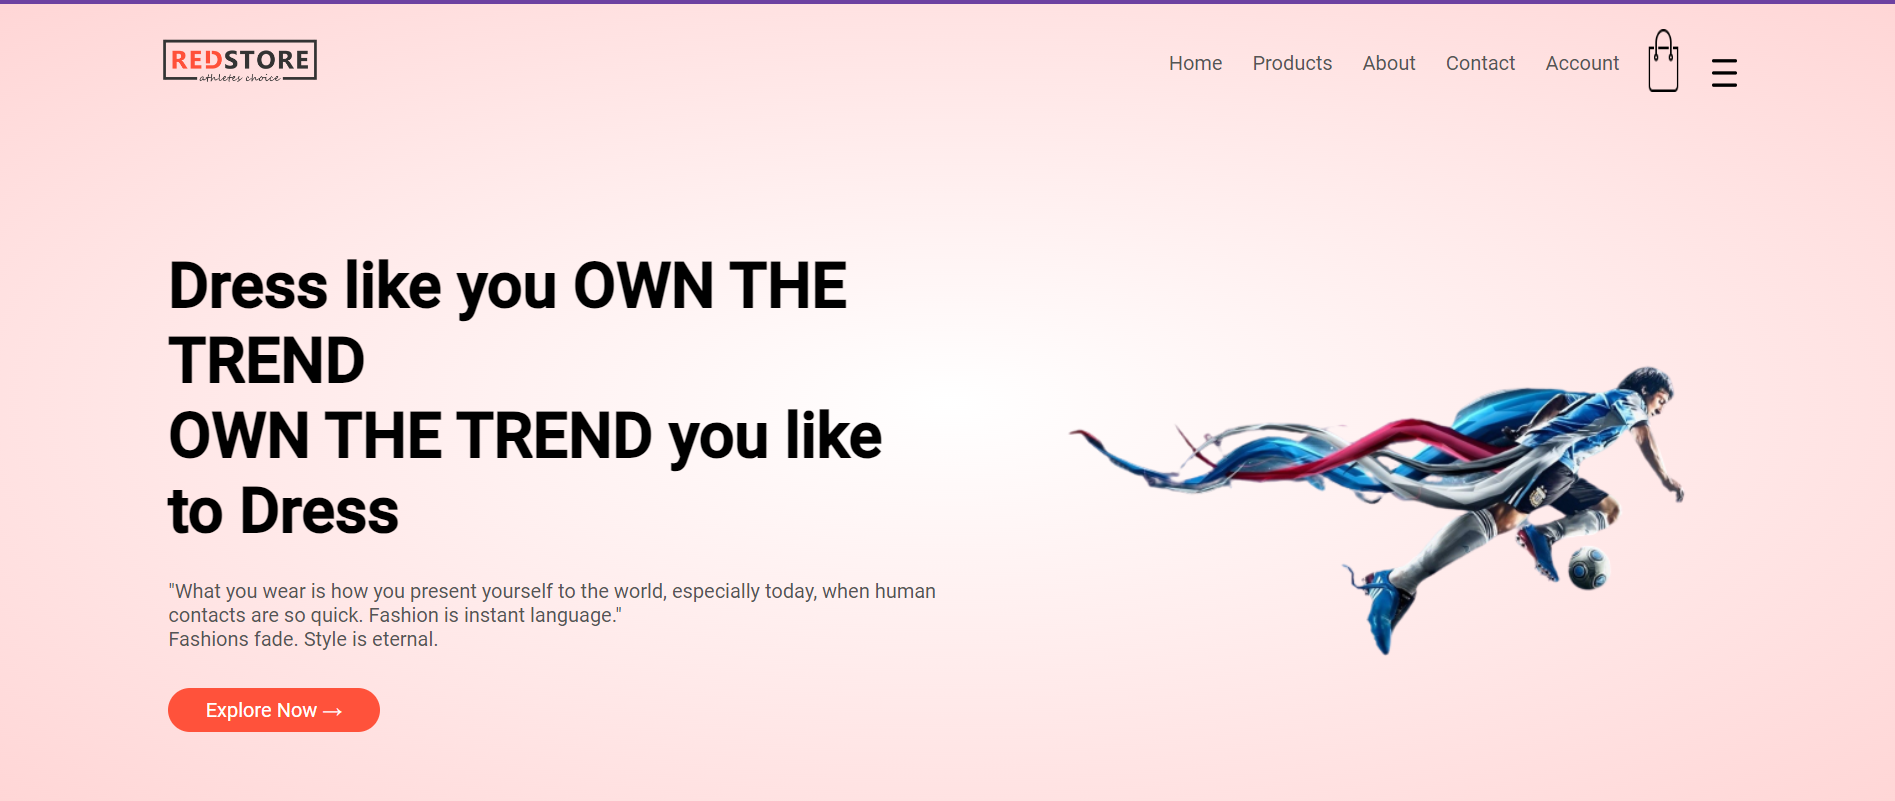 REDSTORE
athletes choice
Home Products About Contact Account
Dress like you OWN THE
TREND
OWN THE TREND you like
to Dress
"What you wear is how you present yourself to the world, especially today, when human
contacts are so quick. Fashion is instant language."
Fashions fade. Style is eternal.
Explore Now →